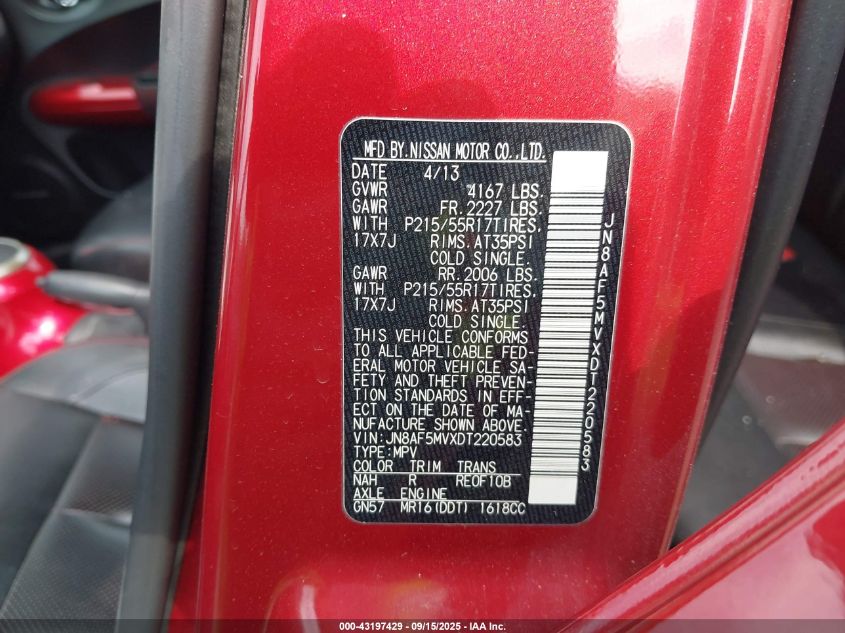 MFD BY.NISSAN MOTOR CO.,LTD.
DATE 4/13
GVWR 4167 LBS.
GAWR FR.2227 LBS.
WITH P215/55R17TIRES.
17X7J RIMS.AT35PSI
COLD SINGLE.
GAWR RR.2006 LBS.
WITH P215/55R17TIRES.
17X7J RIMS.AT35PSI
COLD SINGLE.
THIS VEHICLE CONFORMS
TO ALL APPLICABLE FED-
ERAL MOTOR VEHICLE SA-
FETY AND THEFT PREVEN-
TION STANDARDS IN EFF-
ECT ON THE DATE OF MA-
NUFACTURE SHOWN ABOVE.
VIN:JN8AF5MVXDT220583
TYPE:MPV
COLOR TRIM TRANS
NAH R RE0F10B
AXLE ENGINE
GN57 MR16(DDT) 1618CC
JN8AF5MVXDT220583
000-43197429 - 09/15/2025 - IAA Inc.